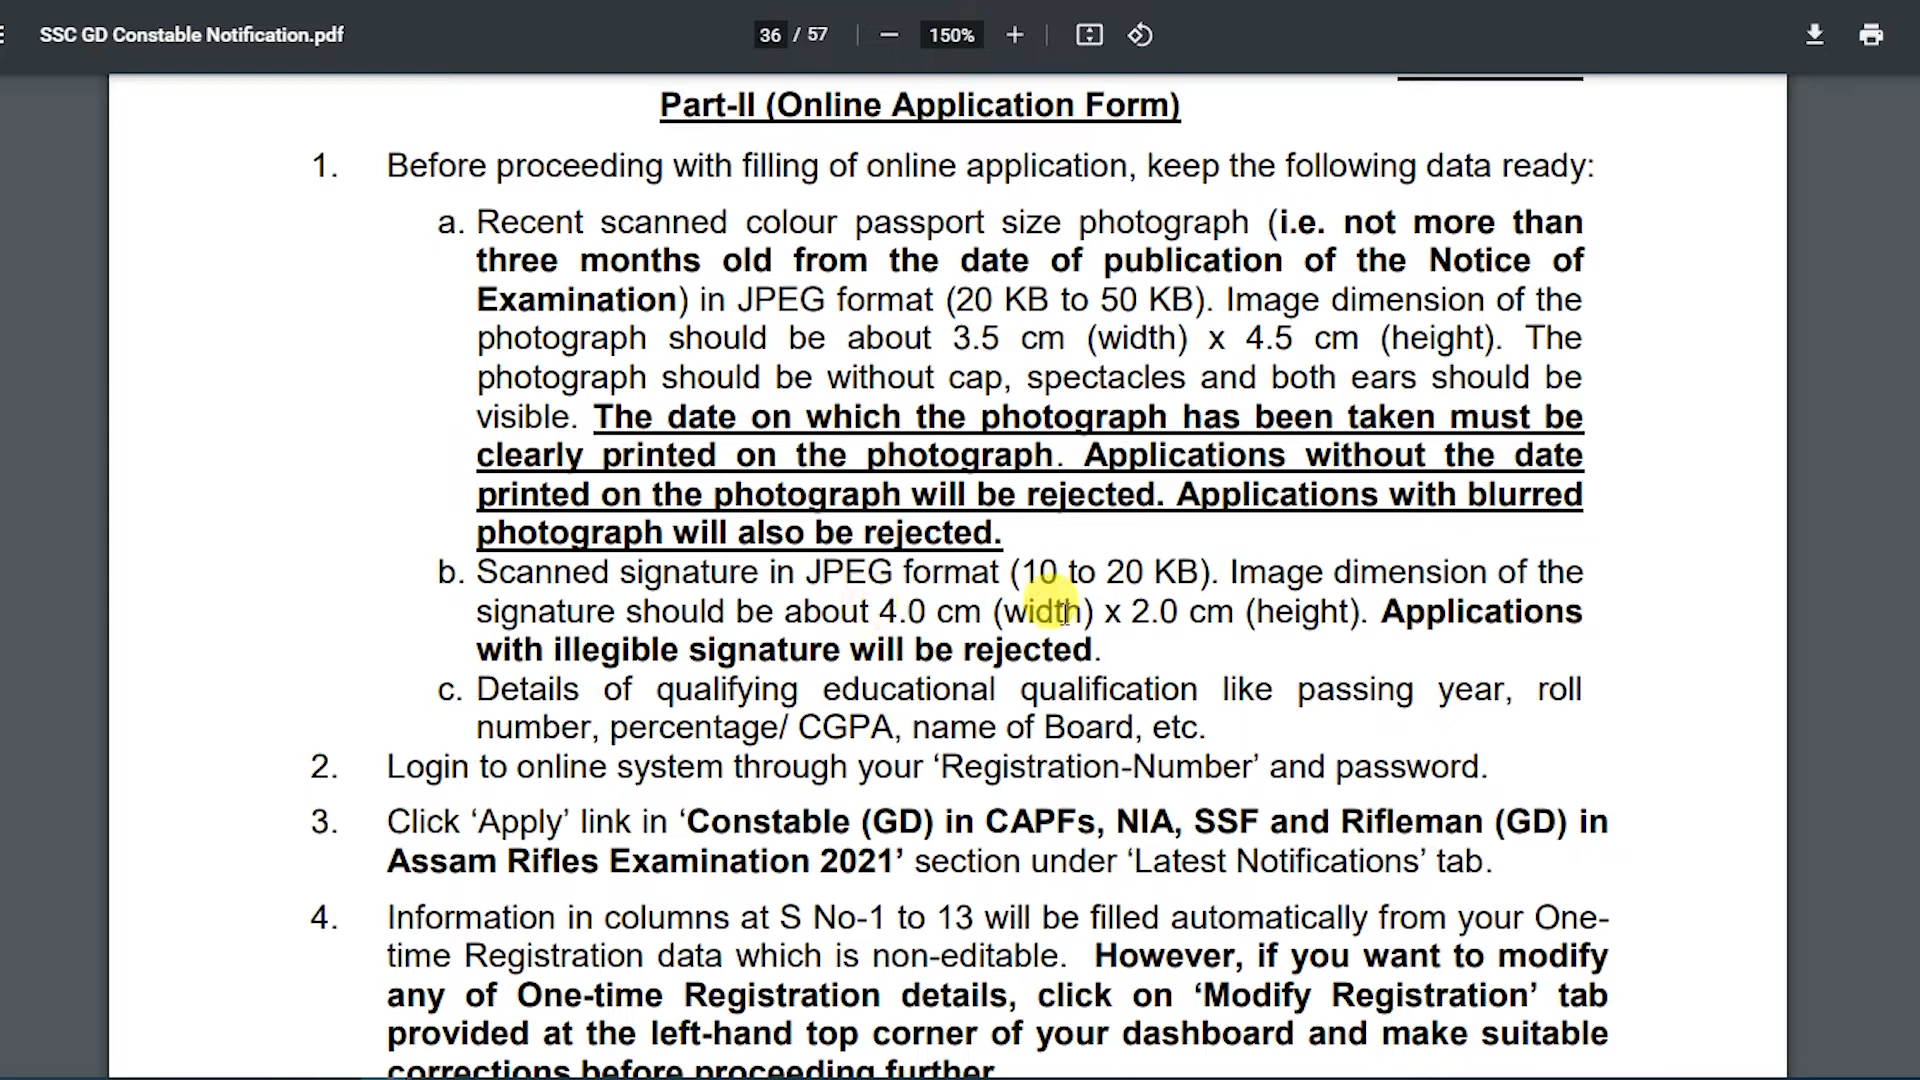 SSC GD Constable Notification.pdf
36 / 57
150%
Part-II (Online Application Form)
1. Before proceeding with filling of online application, keep the following data ready:
a. Recent scanned colour passport size photograph (i.e. not more than
three months old from the date of publication of the Notice of
Examination) in JPEG format (20 KB to 50 KB). Image dimension of the
photograph should be about 3.5 cm (width) x 4.5 cm (height). The
photograph should be without cap, spectacles and both ears should be
visible. The date on which the photograph has been taken must be
clearly printed on the photograph. Applications without the date
printed on the photograph will be rejected. Applications with blurred
photograph will also be rejected.
b. Scanned signature in JPEG format (10 to 20 KB). Image dimension of the
signature should be about 4.0 cm (width) x 2.0 cm (height). Applications
with illegible signature will be rejected.
c. Details of qualifying educational qualification like passing year, roll
number, percentage/ CGPA, name of Board, etc.
2. Login to online system through your ‘Registration-Number’ and password.
3. Click ‘Apply’ link in ‘Constable (GD) in CAPFs, NIA, SSF and Rifleman (GD) in
Assam Rifles Examination 2021’ section under ‘Latest Notifications’ tab.
4. Information in columns at S No-1 to 13 will be filled automatically from your One-
time Registration data which is non-editable. However, if you want to modify
any of One-time Registration details, click on ‘Modify Registration’ tab
provided at the left-hand top corner of your dashboard and make suitable
corrections before proceeding further